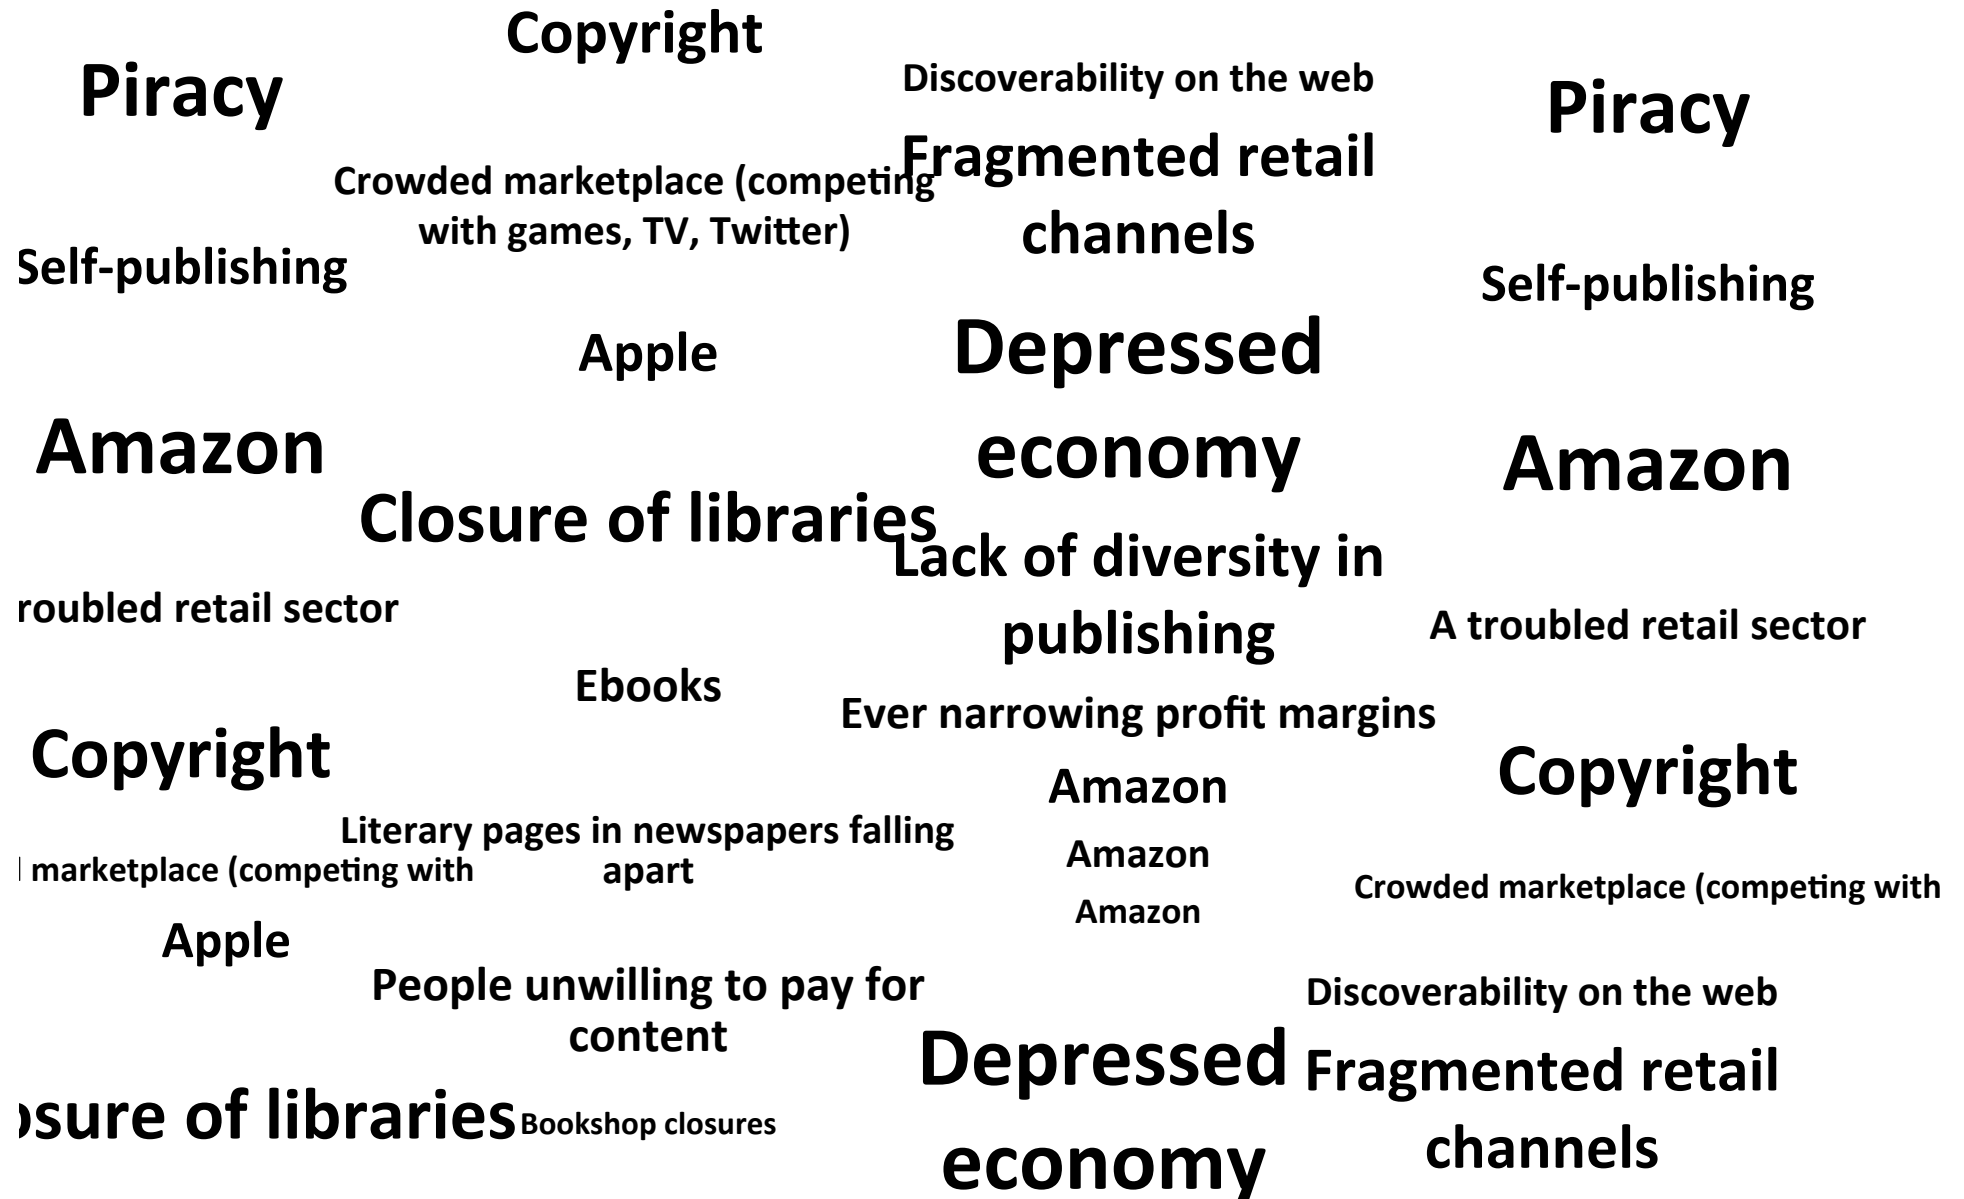 Copyright
Piracy
Discoverability on the web
Piracy
Fragmented retail
channels
Crowded marketplace (competing
with games, TV, Twitter)
Self-publishing
Self-publishing
Apple
Depressed
economy
Amazon
Amazon
Closure of libraries
Lack of diversity in
publishing
roubled retail sector
A troubled retail sector
Ebooks
Ever narrowing profit margins
Copyright
Copyright
Amazon
Literary pages in newspapers falling
apart
marketplace (competing with
Amazon
Crowded marketplace (competing with
Amazon
Apple
People unwilling to pay for
content
Discoverability on the web
Depressed
economy
Fragmented retail
channels
osure of libraries
Bookshop closures